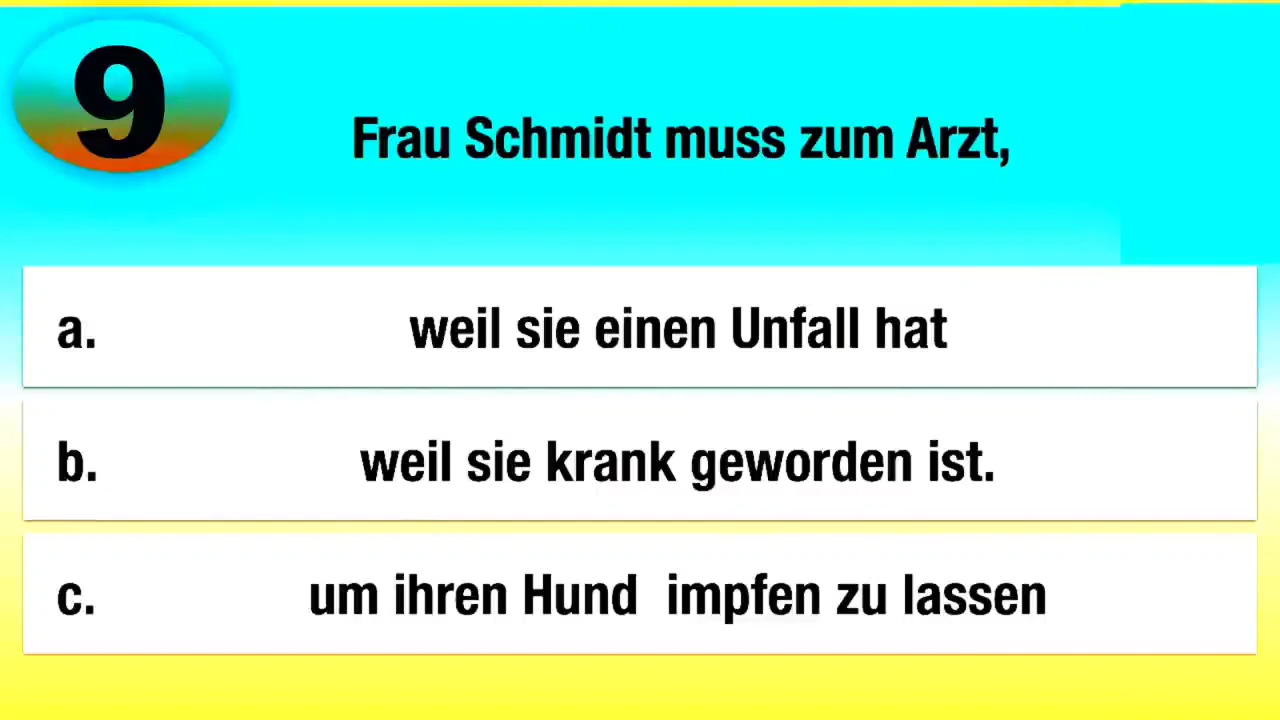 9
Frau Schmidt muss zum Arzt,
a. weil sie einen Unfall hat
b. weil sie krank geworden ist.
c. um ihren Hund impfen zu lassen